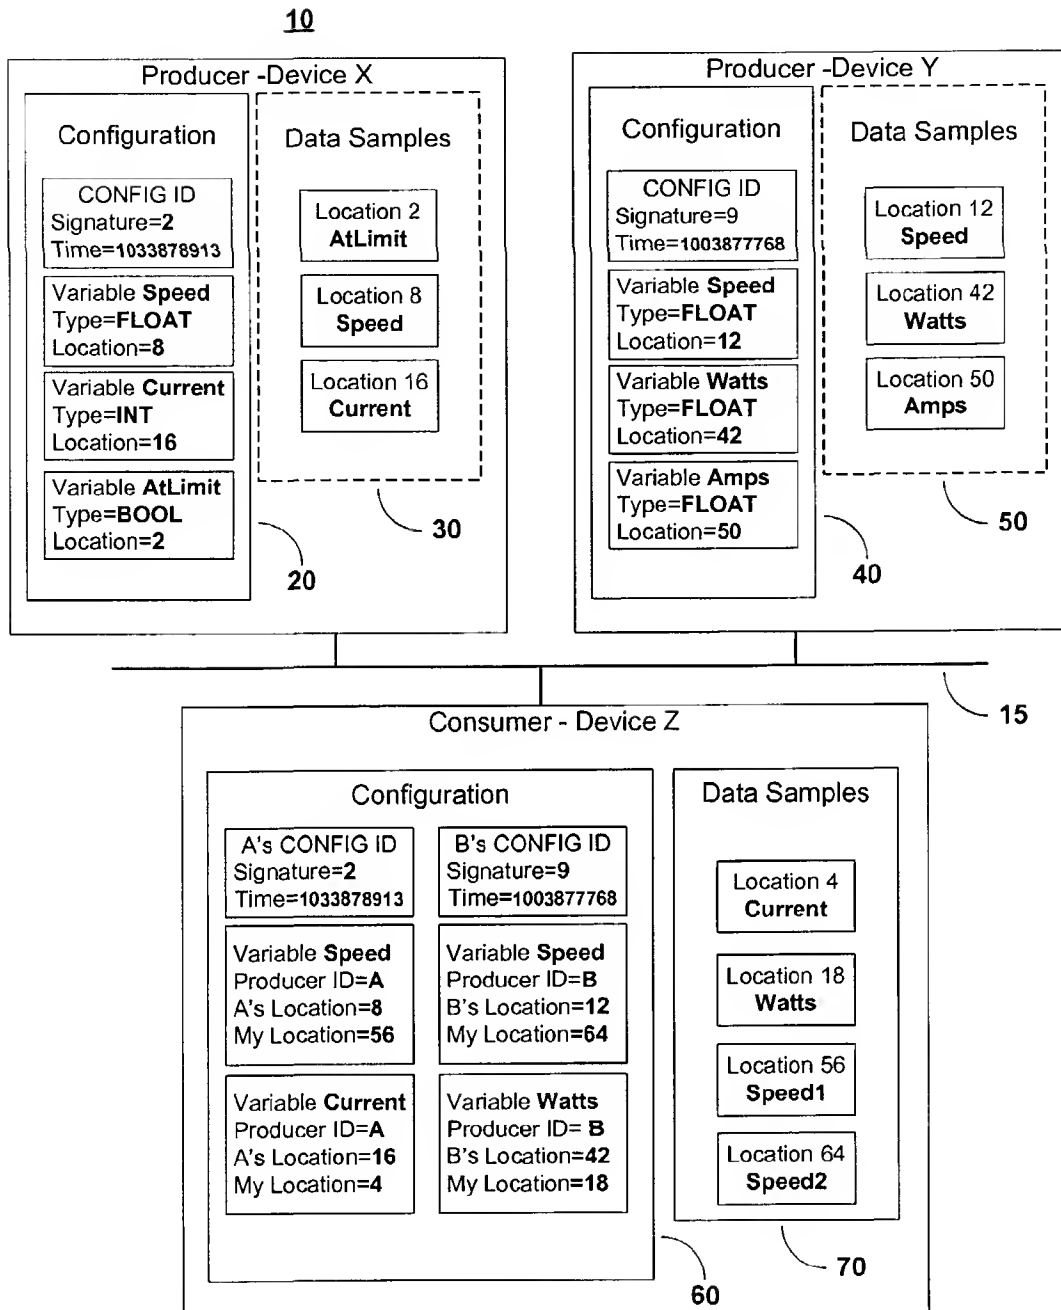 10
Producer -Device X
Configuration
CONFIG ID
Signature=2
Time=1033878913
Variable Speed
Type=FLOAT
Location=8
Variable Current
Type=INT
Location=16
Variable AtLimit
Type=BOOL
Location=2
Data Samples
Location 2
AtLimit
Location 8
Speed
Location 16
Current
30
20
Producer -Device Y
Configuration
CONFIG ID
Signature=9
Time=1003877768
Variable Speed
Type=FLOAT
Location=12
Variable Watts
Type=FLOAT
Location=42
Variable Amps
Type=FLOAT
Location=50
Data Samples
Location 12
Speed
Location 42
Watts
Location 50
Amps
50
40
15
Consumer - Device Z
Configuration
A's CONFIG ID
Signature=2
Time=1033878913
Variable Speed
Producer ID=A
A's Location=8
My Location=56
Variable Current
Producer ID=A
A's Location=16
My Location=4
B's CONFIG ID
Signature=9
Time=1003877768
Variable Speed
Producer ID=B
B's Location=12
My Location=64
Variable Watts
Producer ID= B
B's Location=42
My Location=18
Data Samples
Location 4
Current
Location 18
Watts
Location 56
Speed1
Location 64
Speed2
70
60